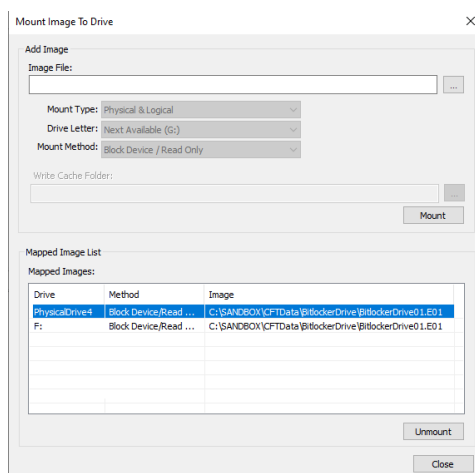 Mount Image To Drive
Add Image
Image File:
...
Mount Type: Physical & Logical
Drive Letter: Next Available (G:)
Mount Method: Block Device / Read Only
Write Cache Folder:
...
Mount
Mapped Image List
Mapped Images:
Drive Method Image
PhysicalDrive4 Block Device/Read ... C:\SANDBOX\CFTData\BitlockerDrive\BitlockerDrive01.E01
F: Block Device/Read ... C:\SANDBOX\CFTData\BitlockerDrive\BitlockerDrive01.E01
Unmount
Close